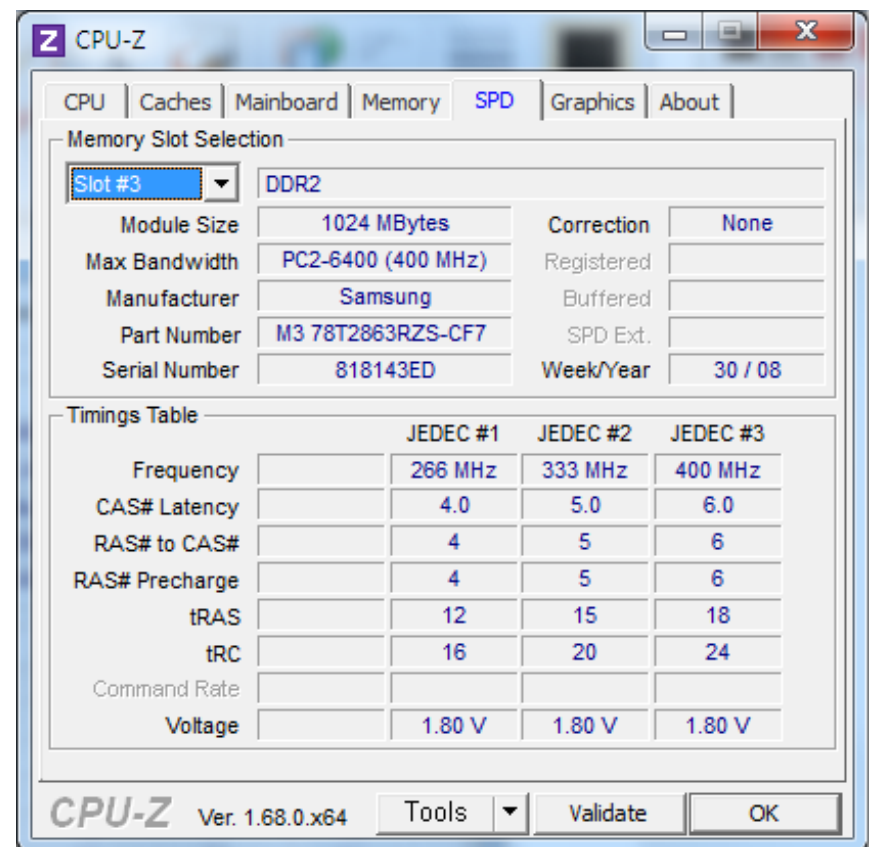 Z CPU-Z
CPU Caches Mainboard Memory SPD Graphics About
Memory Slot Selection
Slot #3 DDR2
Module Size 1024 MBytes Correction None
Max Bandwidth PC2-6400 (400 MHz) Registered
Manufacturer Samsung Buffered
Part Number M3 78T2863RZS-CF7 SPD Ext.
Serial Number 818143ED Week/Year 30 / 08
Timings Table
JEDEC #1 JEDEC #2 JEDEC #3
Frequency 266 MHz 333 MHz 400 MHz
CAS# Latency 4.0 5.0 6.0
RAS# to CAS# 4 5 6
RAS# Precharge 4 5 6
tRAS 12 15 18
tRC 16 20 24
Command Rate
Voltage 1.80 V 1.80 V 1.80 V
CPU-Z Ver. 1.68.0.x64 Tools Validate OK